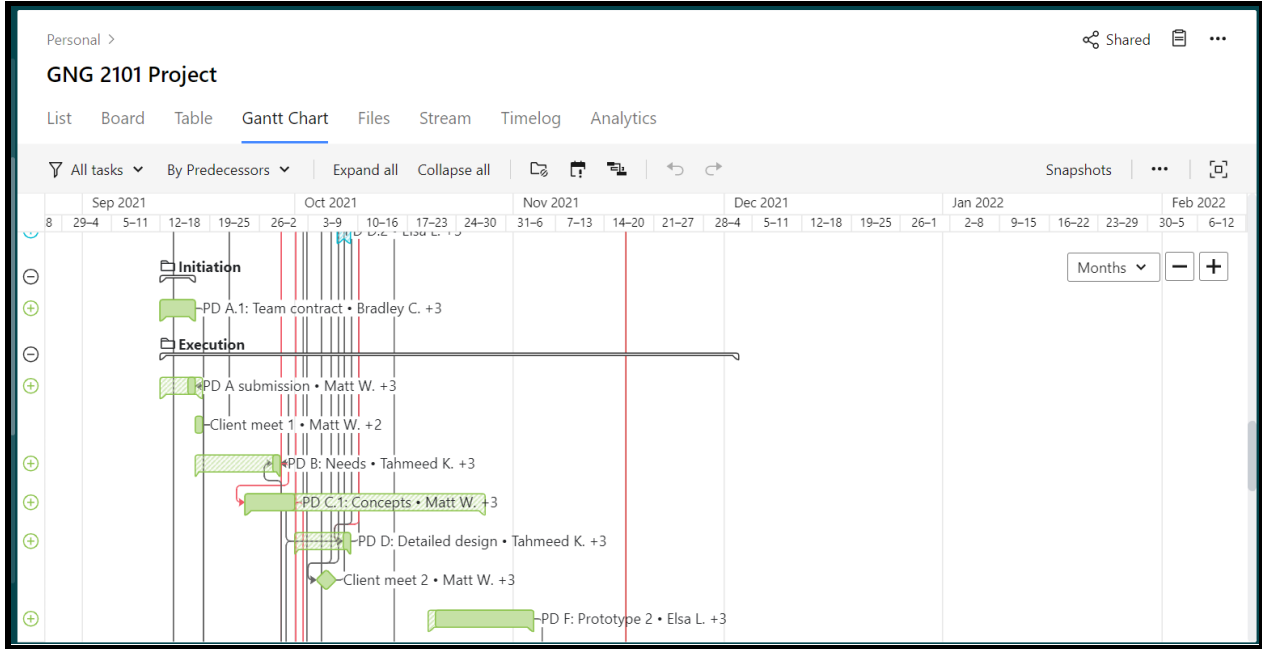 Personal >
Shared
GNG 2101 Project
List Board Table Gantt Chart Files Stream Timelog Analytics
All tasks By Predecessors Expand all Collapse all Snapshots
Sep 2021 Oct 2021 Nov 2021 Dec 2021 Jan 2022 Feb 2022
8 29–4 5–11 12–18 19–25 26–2 3–9 10–16 17–23 24–30 31–6 7–13 14–20 21–27 28–4 5–11 12–18 19–25 26–1 2–8 9–15 16–22 23–29 30–5 6–12
PD D.2 • Elsa L. +3
Initiation
Months
PD A.1: Team contract • Bradley C. +3
Execution
PD A submission • Matt W. +3
Client meet 1 • Matt W. +2
PD B: Needs • Tahmeed K. +3
PD C.1: Concepts • Matt W. +3
PD D: Detailed design • Tahmeed K. +3
Client meet 2 • Matt W. +3
PD F: Prototype 2 • Elsa L. +3